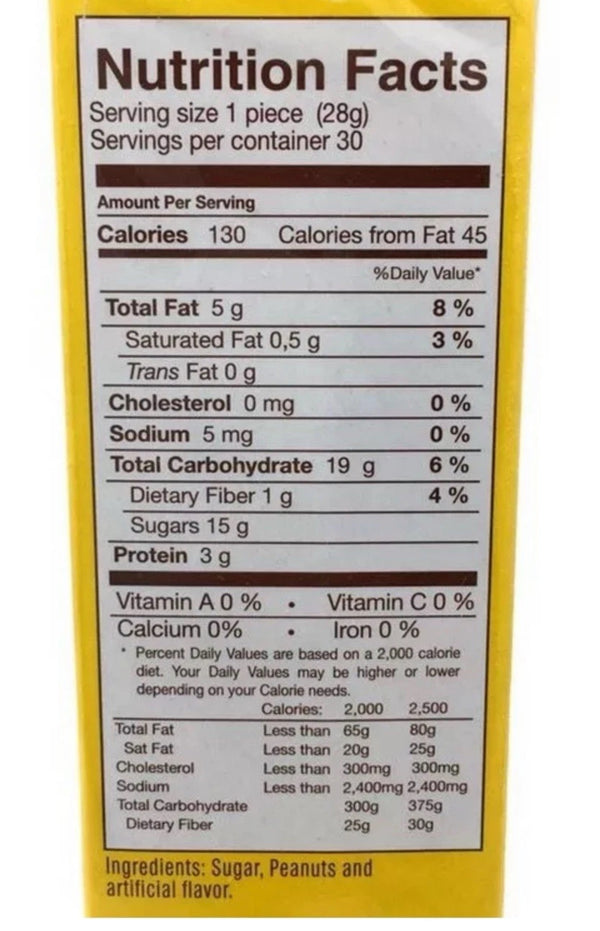 Nutrition Facts
Serving size 1 piece (28g)
Servings per container 30
Amount Per Serving
Calories 130 Calories from Fat 45
%Daily Value*
Total Fat 5 g 8 %
Saturated Fat 0,5 g 3 %
Trans Fat 0 g
Cholesterol 0 mg 0 %
Sodium 5 mg 0 %
Total Carbohydrate 19 g 6 %
Dietary Fiber 1 g 4 %
Sugars 15 g
Protein 3 g
Vitamin A 0 % • Vitamin C 0 %
Calcium 0% • Iron 0 %
* Percent Daily Values are based on a 2,000 calorie
diet. Your Daily Values may be higher or lower
depending on your Calorie needs.
Calories: 2,000 2,500
Total Fat Less than 65g 80g
Sat Fat Less than 20g 25g
Cholesterol Less than 300mg 300mg
Sodium Less than 2,400mg 2,400mg
Total Carbohydrate 300g 375g
Dietary Fiber 25g 30g
Ingredients: Sugar, Peanuts and
artificial flavor.